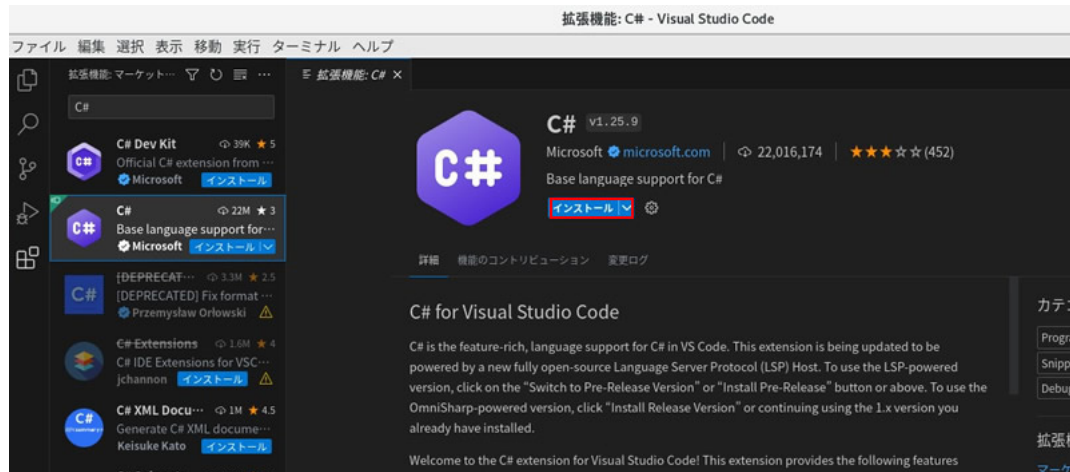 拡張機能: C# - Visual Studio Code
ファイル 編集 選択 表示 移動 実行 ターミナル ヘルプ
拡張機能: マーケット…
C#
C# Dev Kit 39K ★ 5
Official C# extension from …
Microsoft インストール
C# 22M ★ 3
Base language support for…
Microsoft インストール
[DEPRECAT… 3.3M ★ 2.5
[DEPRECATED] Fix format …
Przemysław Orłowski
C# Extensions 1.6M ★ 4
C# IDE Extensions for VSC…
jchannon インストール
C# XML Docu… 1M ★ 4.5
Generate C# XML docume…
Keisuke Kato インストール
拡張機能: C# ×
C#
C# v1.25.9
Microsoft microsoft.com 22,016,174 ★★★☆☆(452)
Base language support for C#
インストール
詳細 機能のコントリビューション 変更ログ
C# for Visual Studio Code
C# is the feature-rich, language support for C# in VS Code. This extension is being updated to be
powered by a new fully open-source Language Server Protocol (LSP) Host. To use the LSP-powered
version, click on the “Switch to Pre-Release Version” or “Install Pre-Release” button or above. To use the
OmniSharp-powered version, click “Install Release Version” or continuing using the 1.x version you
already have installed.
Welcome to the C# extension for Visual Studio Code! This extension provides the following features
カテ
Progra
Snipp
Debu
拡張
マーケ